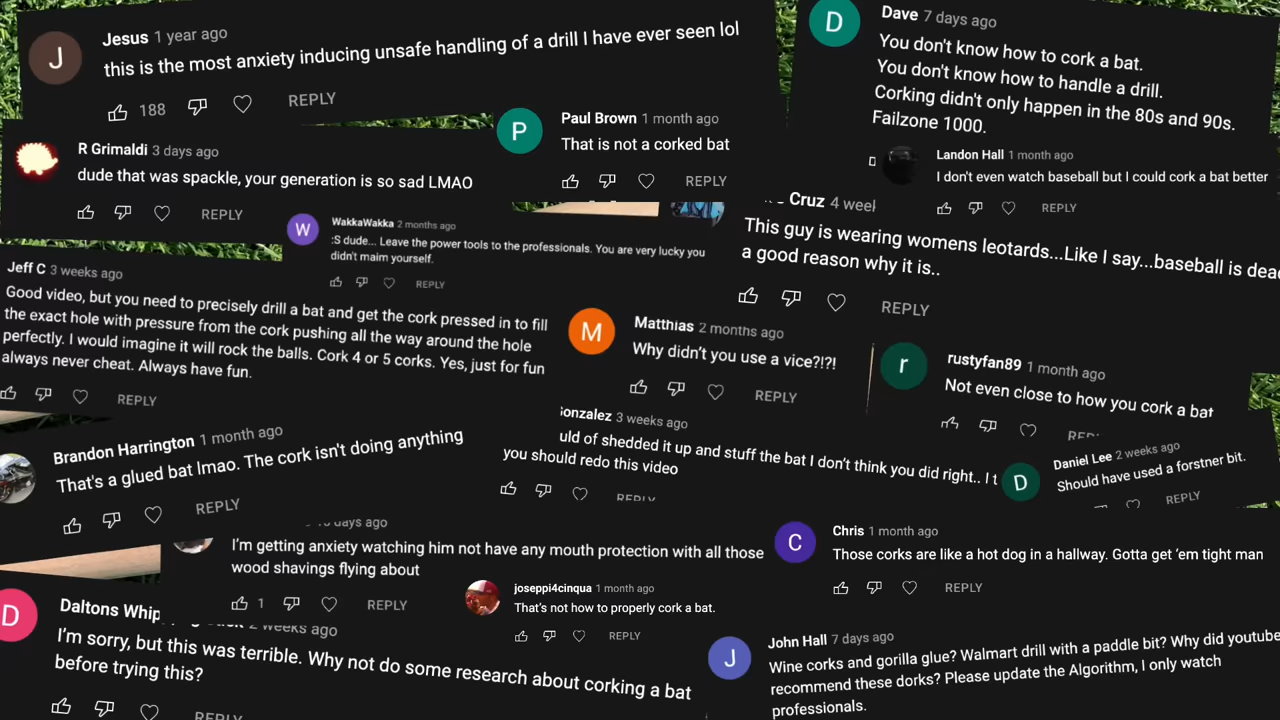 J
Jesus 1 year ago
this is the most anxiety inducing unsafe handling of a drill I have ever seen lol
188
REPLY
D
Dave 7 days ago
You don't know how to cork a bat.
You don't know how to handle a drill.
Corking didn't only happen in the 80s and 90s.
Failzone 1000.
P
Paul Brown 1 month ago
That is not a corked bat
REPLY
R Grimaldi 3 days ago
dude that was spackle, your generation is so sad LMAO
REPLY
Landon Hall 1 month ago
I don't even watch baseball but I could cork a bat better
REPLY
W
WakkaWakka 2 months ago
:S dude... Leave the power tools to the professionals. You are very lucky you
didn't maim yourself.
REPLY
Cruz 4 week
This guy is wearing womens leotards...Like I say...baseball is dea
a good reason why it is..
REPLY
Jeff C 3 weeks ago
Good video, but you need to precisely drill a bat and get the cork pressed in to fill
the exact hole with pressure from the cork pushing all the way around the hole
perfectly. I would imagine it will rock the balls. Cork 4 or 5 corks. Yes, just for fun
always never cheat. Always have fun.
REPLY
M
Matthias 2 months ago
Why didn't you use a vice?!?!
REPLY
r
rustyfan89 1 month ago
Not even close to how you cork a bat
REPLY
Brandon Harrington 1 month ago
That's a glued bat lmao. The cork isn't doing anything
REPLY
onzalez 3 weeks ago
uld of shedded it up and stuff the bat I don't think you did right.. I t
you should redo this video
REPLY
D
Daniel Lee 2 weeks ago
Should have used a forstner bit.
REPLY
days ago
I'm getting anxiety watching him not have any mouth protection with all those
wood shavings flying about
1
REPLY
C
Chris 1 month ago
Those corks are like a hot dog in a hallway. Gotta get 'em tight man
REPLY
joseppi4cinqua 1 month ago
That's not how to properly cork a bat.
REPLY
D
Daltons Whip 2 weeks ago
I'm sorry, but this was terrible. Why not do some research about corking a bat
before trying this?
REPLY
J
John Hall 7 days ago
Wine corks and gorilla glue? Walmart drill with a paddle bit? Why did youtube
recommend these dorks? Please update the Algorithm, I only watch
professionals.